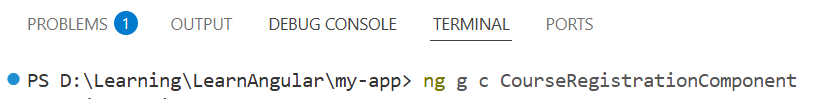 PROBLEMS 1 OUTPUT DEBUG CONSOLE TERMINAL PORTS
PS D:\Learning\LearnAngular\my-app> ng g c CourseRegistrationComponent